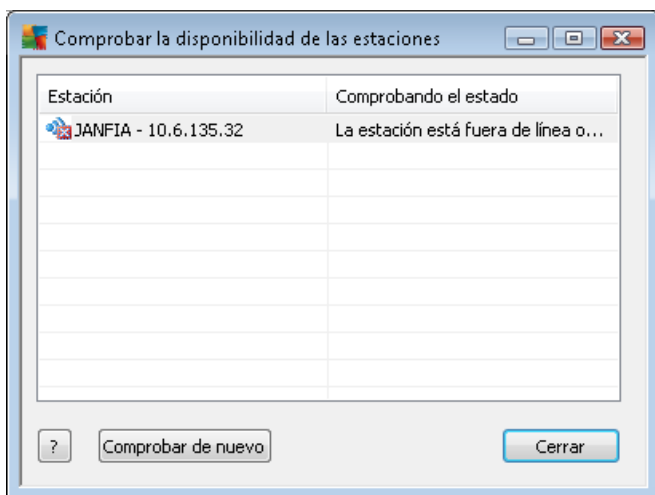 Comprobar la disponibilidad de las estaciones
Estación Comprobando el estado
JANFIA - 10.6.135.32 La estación está fuera de línea o...
? Comprobar de nuevo Cerrar